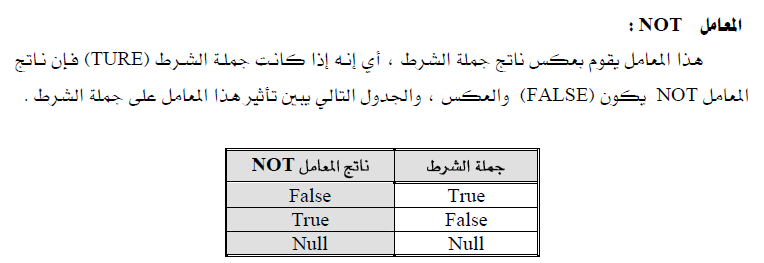 المعامل NOT :
هذا المعامل يقوم بعكس ناتج جملة الشرط ، أي إنه إذا كانت جملة الشرط (TURE) فإن ناتج
المعامل NOT يكون (FALSE) والعكس ، والجدول التالي يبين تأثير هذا المعامل على جملة الشرط .
جملة الشرط ناتج المعامل NOT
True False
False True
Null Null